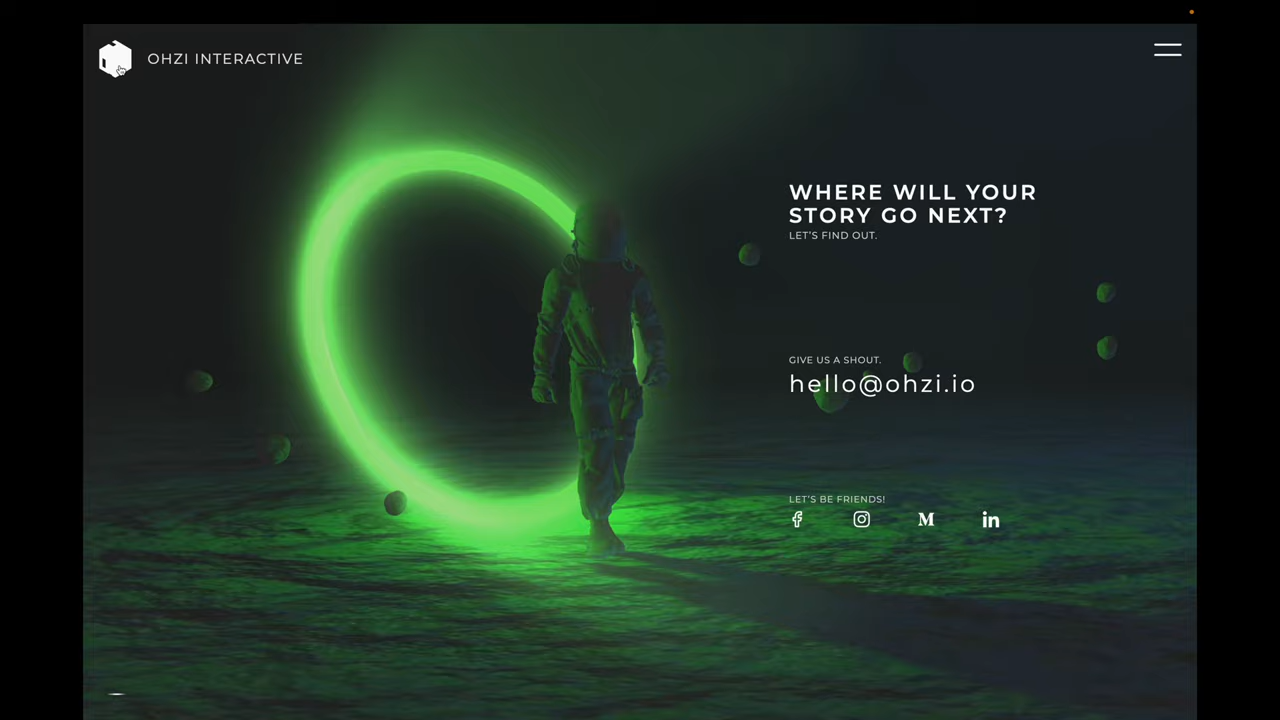 OHZI INTERACTIVE
WHERE WILL YOUR
STORY GO NEXT?
LET'S FIND OUT.
GIVE US A SHOUT.
hello@ohzi.io
LET'S BE FRIENDS!